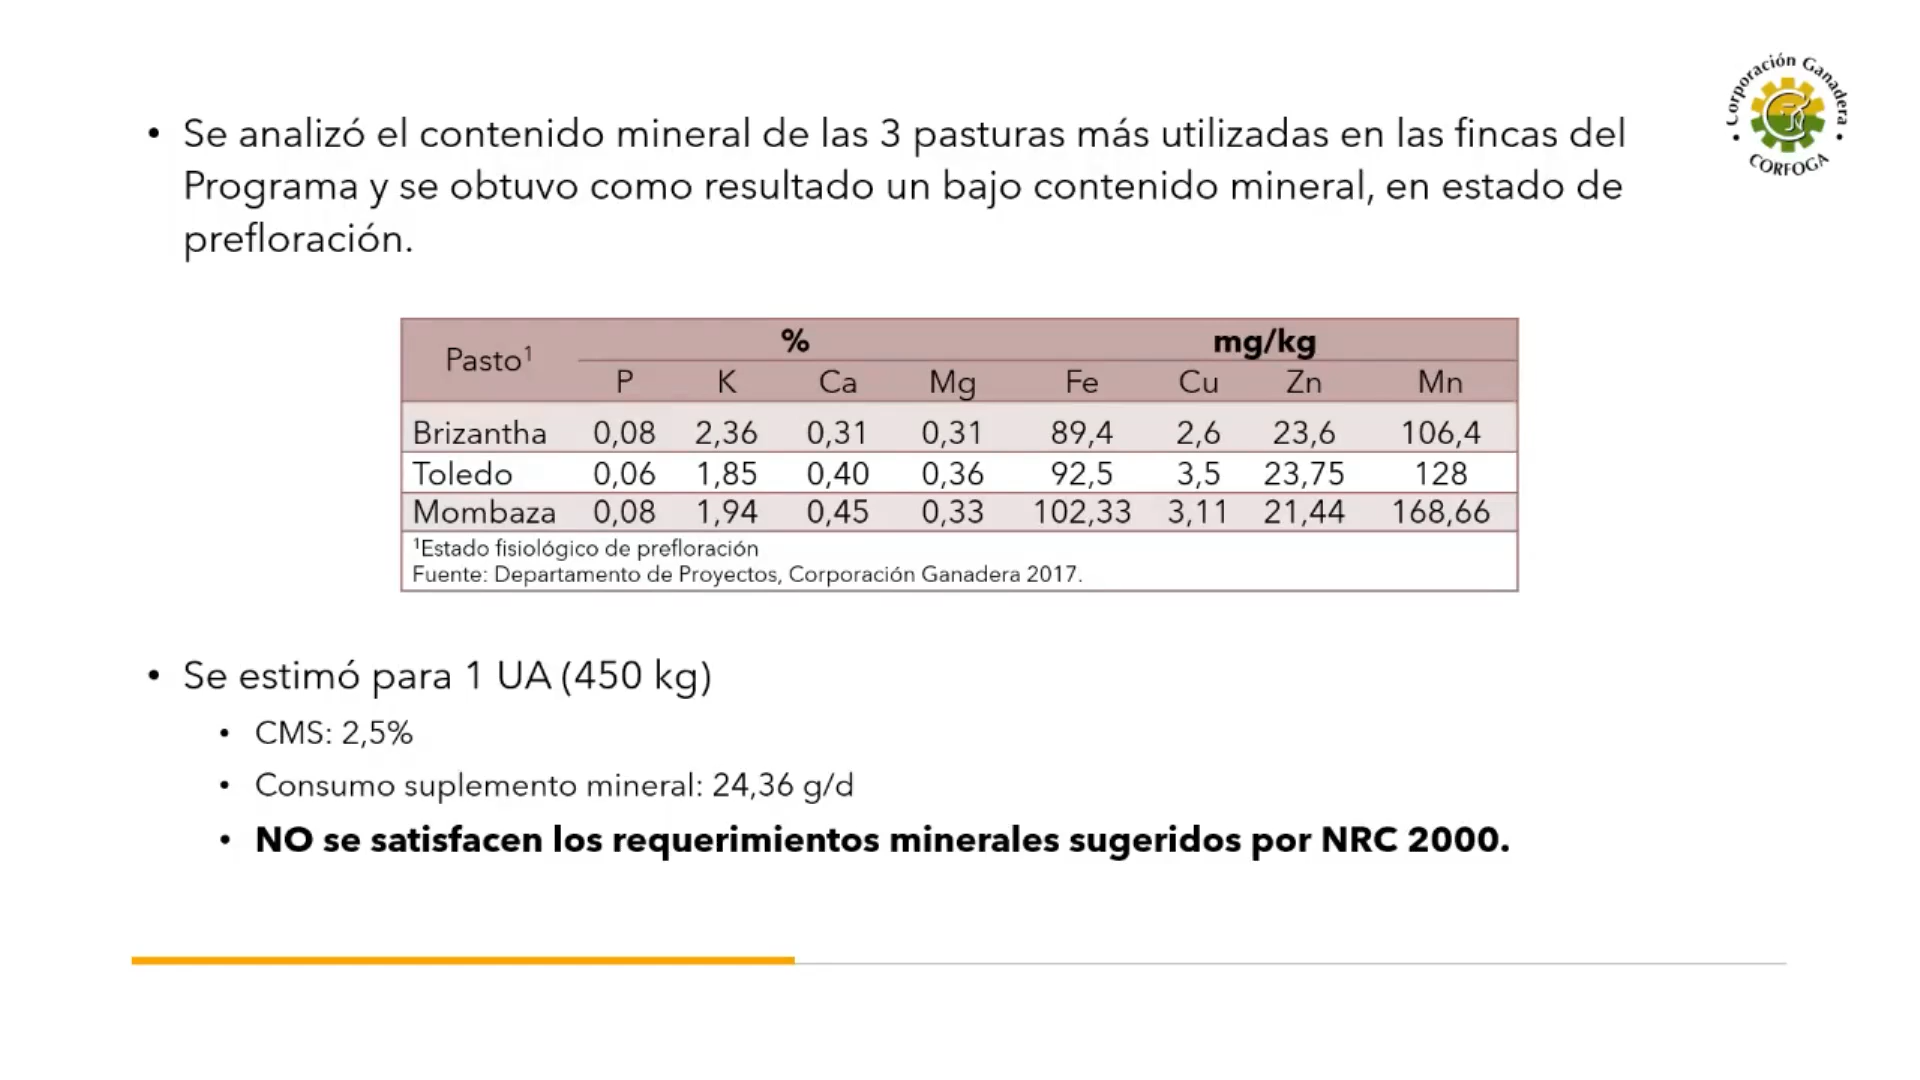 • Corporación Ganadera •
CORFOGA
• Se analizó el contenido mineral de las 3 pasturas más utilizadas en las fincas del
Programa y se obtuvo como resultado un bajo contenido mineral, en estado de
prefloración.
Pasto¹ % mg/kg
P K Ca Mg Fe Cu Zn Mn
Brizantha 0,08 2,36 0,31 0,31 89,4 2,6 23,6 106,4
Toledo 0,06 1,85 0,40 0,36 92,5 3,5 23,75 128
Mombaza 0,08 1,94 0,45 0,33 102,33 3,11 21,44 168,66
¹Estado fisiológico de prefloración
Fuente: Departamento de Proyectos, Corporación Ganadera 2017.
• Se estimó para 1 UA (450 kg)
• CMS: 2,5%
• Consumo suplemento mineral: 24,36 g/d
• NO se satisfacen los requerimientos minerales sugeridos por NRC 2000.